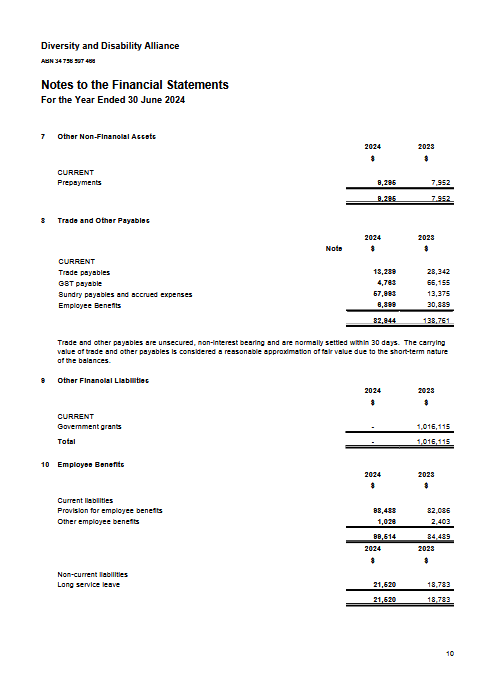 Diversity and Disability Alliance
ABN 34 756 597 466
Notes to the Financial Statements
For the Year Ended 30 June 2024
7 Other Non-Financial Assets
2024 2023
$ $
CURRENT
Prepayments 9,295 7,952
9,295 7,952
8 Trade and Other Payables
2024 2023
Note $ $
CURRENT
Trade payables 13,289 28,342
GST payable 4,763 66,155
Sundry payables and accrued expenses 57,993 13,375
Employee Benefits 6,899 30,889
82,944 138,761
Trade and other payables are unsecured, non-interest bearing and are normally settled within 30 days. The carrying
value of trade and other payables is considered a reasonable approximation of fair value due to the short-term nature
of the balances.
9 Other Financial Liabilities
2024 2023
$ $
CURRENT
Government grants - 1,016,115
Total - 1,016,115
10 Employee Benefits
2024 2023
$ $
Current liabilities
Provision for employee benefits 98,488 82,086
Other employee benefits 1,026 2,403
99,514 84,489
2024 2023
$ $
Non-current liabilities
Long service leave 21,520 18,783
21,520 18,783
10